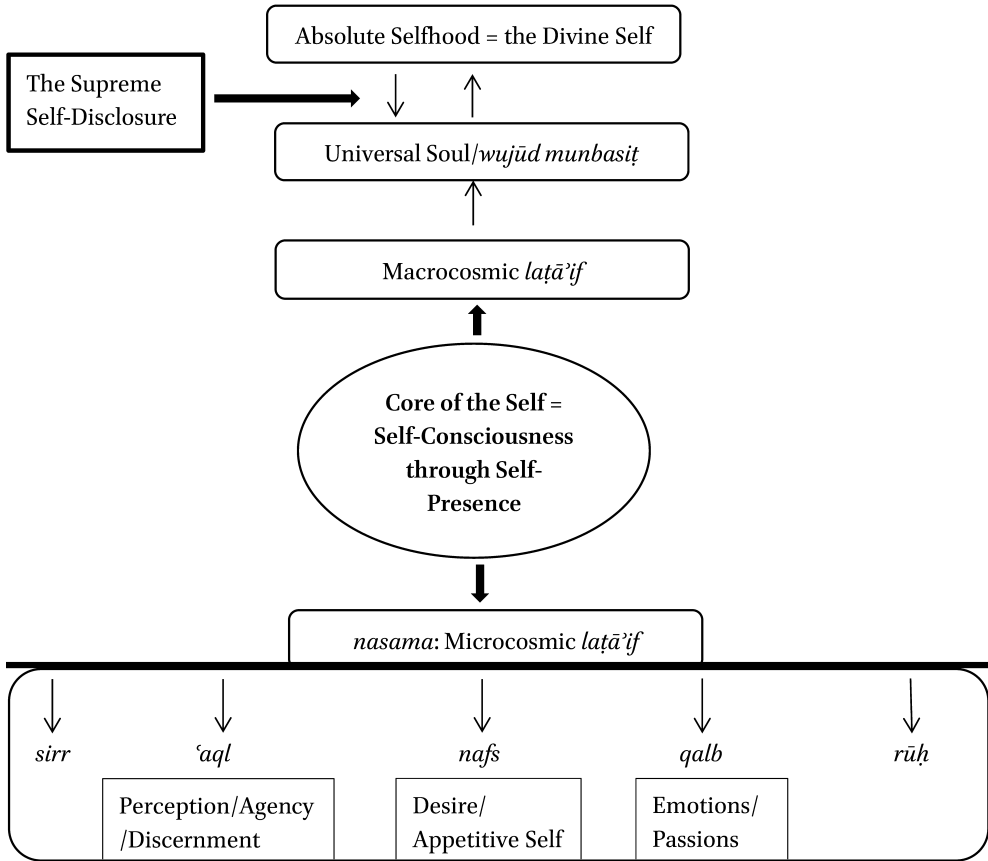 Absolute Selfhood = the Divine Self
The Supreme
Self-Disclosure
Universal Soul/wujūd munbasiṭ
Macrocosmic laṭāʾif
Core of the Self =
Self-Consciousness
through Self-
Presence
nasama: Microcosmic laṭāʾif
sirr
ʿaql
nafs
qalb
rūḥ
Perception/Agency
/Discernment
Desire/
Appetitive Self
Emotions/
Passions